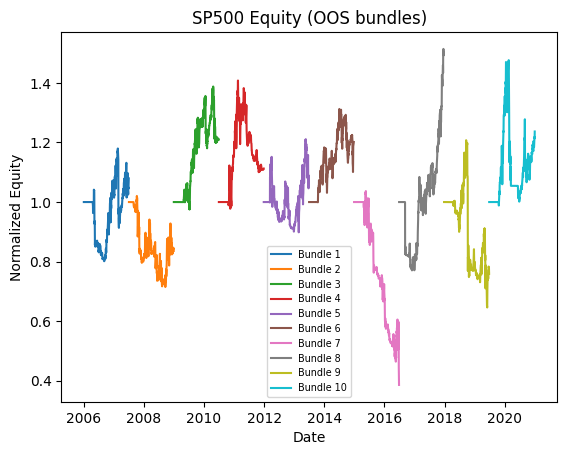 SP500 Equity (OOS bundles)
Normalized Equity
1.4
1.2
1.0
0.8
0.6
0.4
Bundle 1
Bundle 2
Bundle 3
Bundle 4
Bundle 5
Bundle 6
Bundle 7
Bundle 8
Bundle 9
Bundle 10
2006 2008 2010 2012 2014 2016 2018 2020
Date